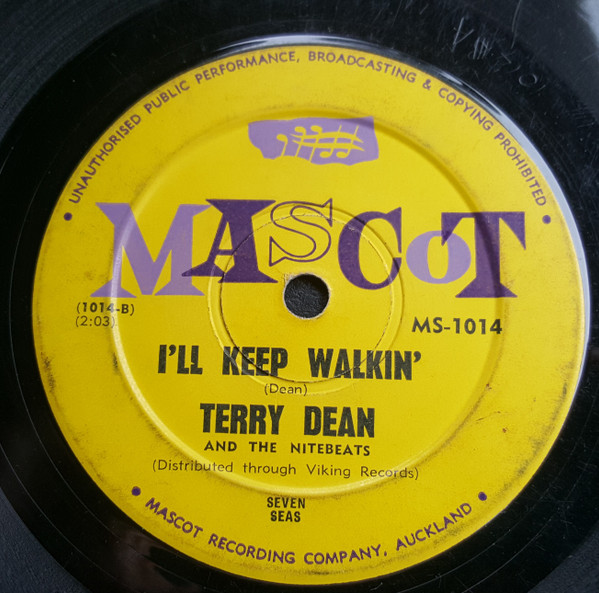 • UNAUTHORISED PUBLIC PERFORMANCE, BROADCASTING & COPYING PROHIBITED •
MASCOT
(1014-B)
(2:03)
MS-1014
I'LL KEEP WALKIN'
(Dean)
TERRY DEAN
AND THE NITEBEATS
(Distributed through Viking Records)
SEVEN
SEAS
• MASCOT RECORDING COMPANY, AUCKLAND •